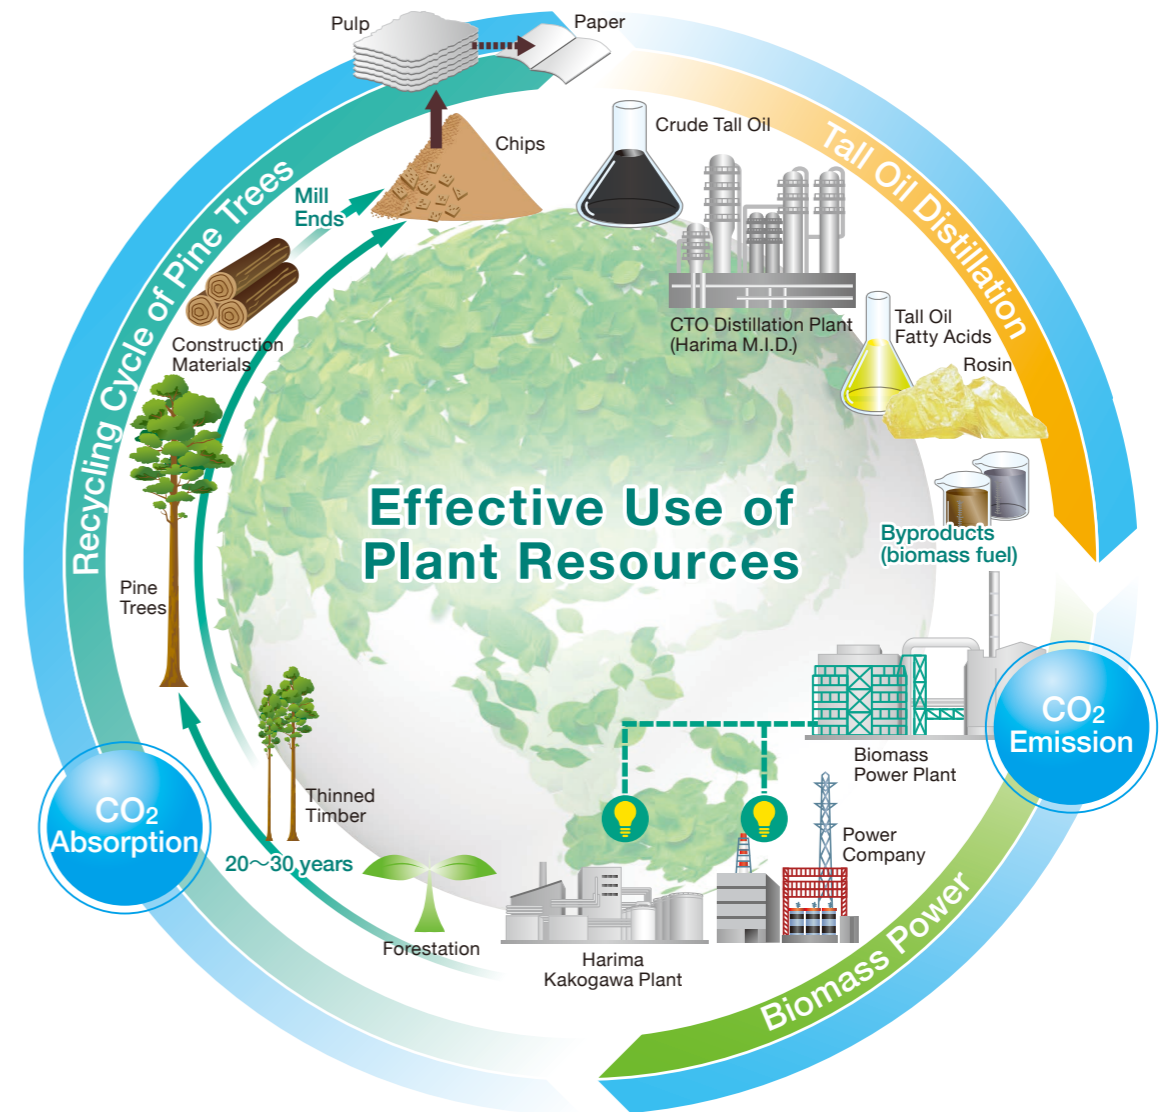 Pulp
Paper
Crude Tall Oil
Chips
Mill
Ends
Recycling Cycle of Pine Trees
Tall Oil Distillation
Construction
Materials
CTO Distillation Plant
(Harima M.I.D.)
Tall Oil
Fatty Acids
Rosin
Effective Use of
Plant Resources
Byproducts
(biomass fuel)
Pine
Trees
CO₂
Emission
Biomass
Power Plant
Thinned
Timber
CO₂
Absorption
Power
Company
20～30 years
Forestation
Harima
Kakogawa Plant
Biomass Power